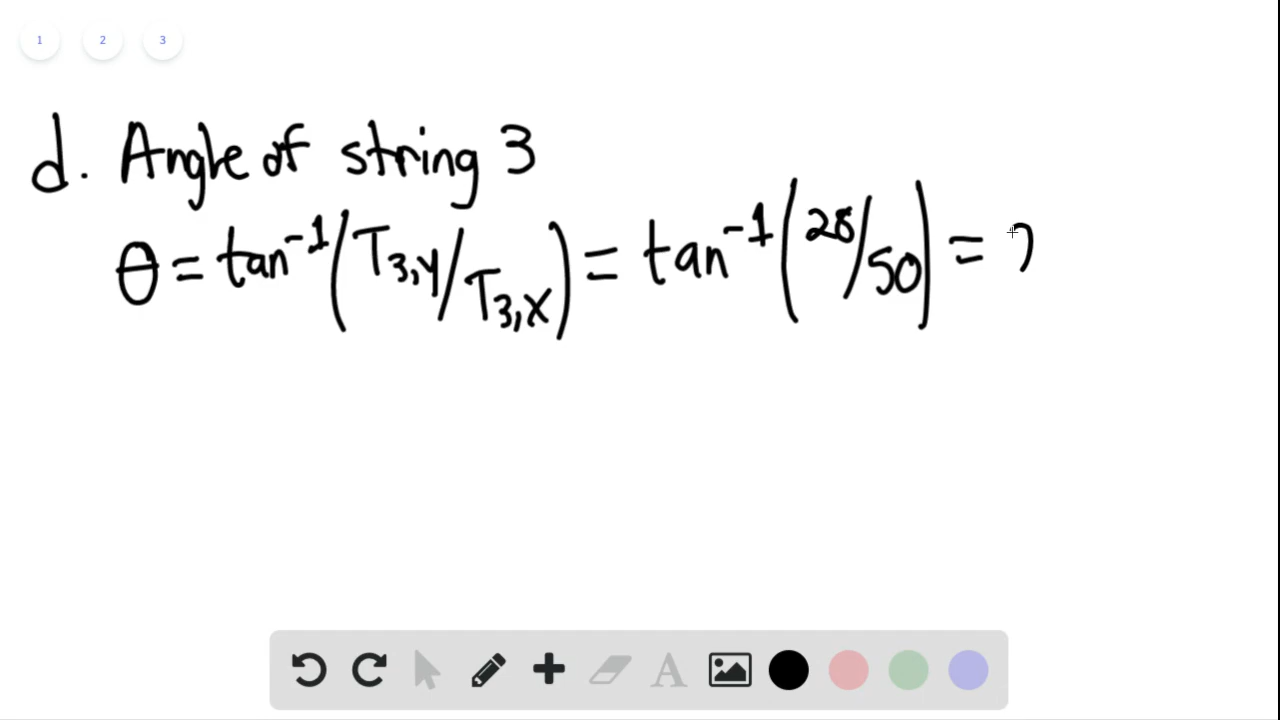 1 2 3
d. Angle of string 3
θ = tan⁻¹(T₃,y/T₃,x) = tan⁻¹(28/50) =
A